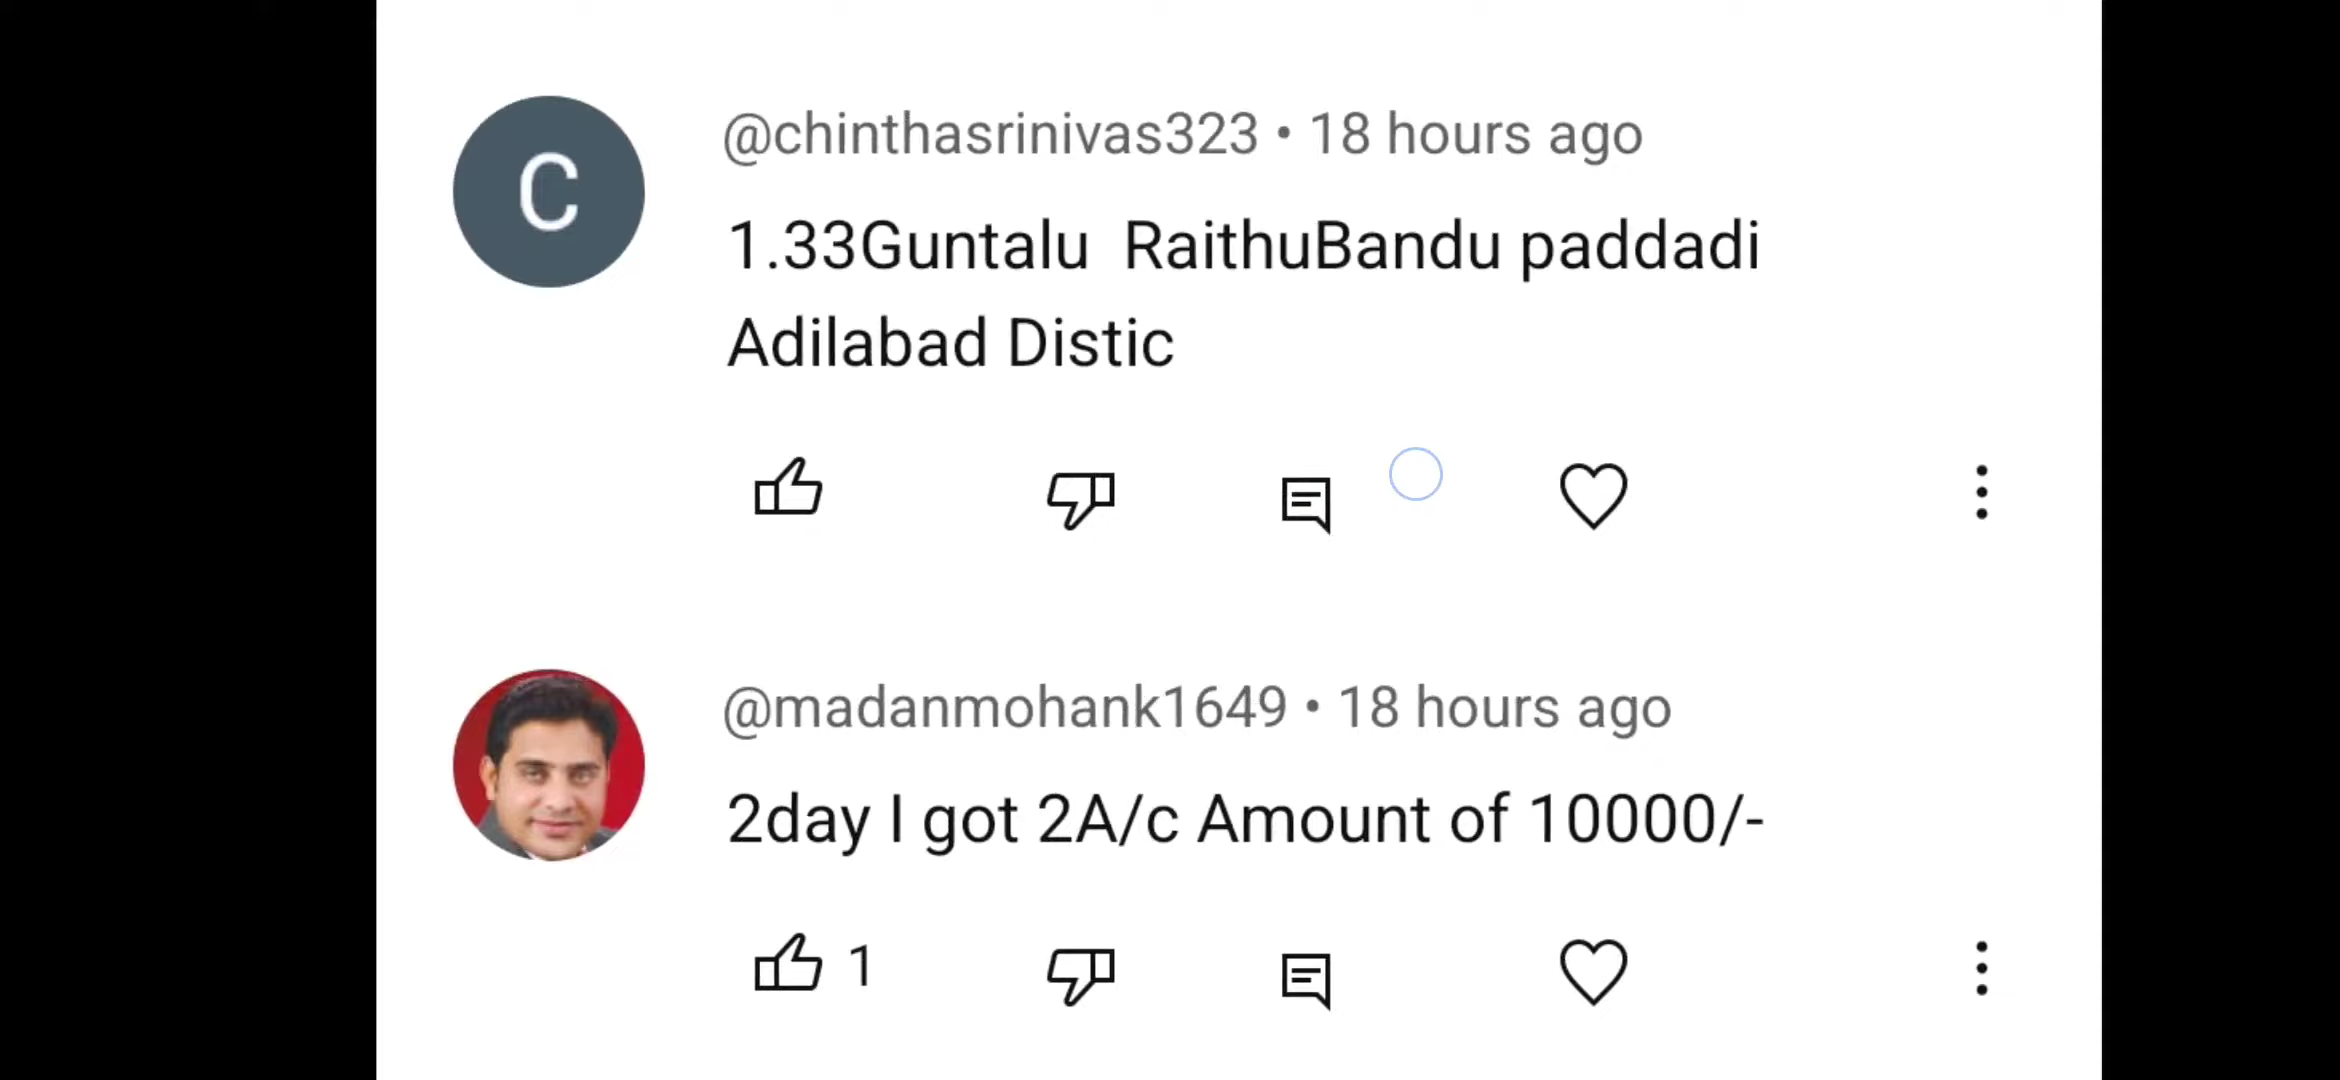 C
@chinthasrinivas323 • 18 hours ago
1.33Guntalu RaithuBandu paddadi
Adilabad Distic
@madanmohank1649 • 18 hours ago
2day I got 2A/c Amount of 10000/-
1